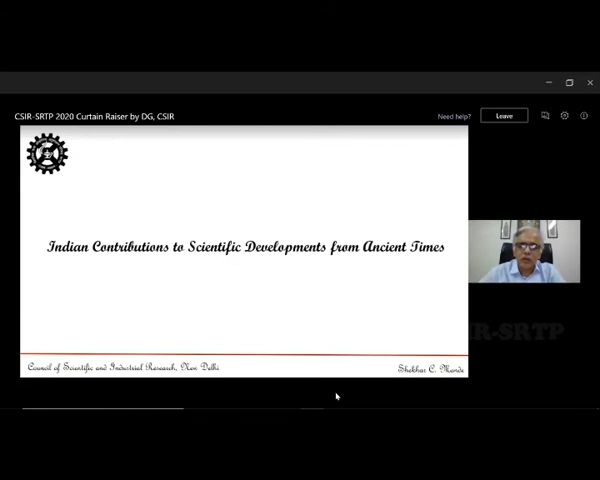 CSIR-SRTP 2020 Curtain Raiser by DG, CSIR
Need help?
Leave
Indian Contributions to Scientific Developments from Ancient Times
IR-SRTP
Council of Scientific and Industrial Research, New Delhi
Shekhar C. Mande